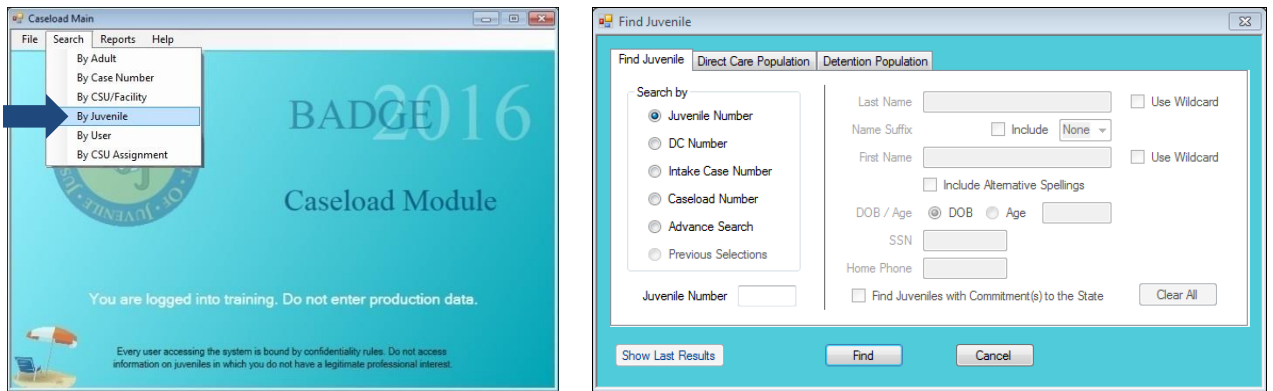 Caseload Main
File Search Reports Help
By Adult
By Case Number
By CSU/Facility
By Juvenile
By User
By CSU Assignment
BADGE 2016
Caseload Module
T OF JUVENILE JUS
You are logged into training. Do not enter production data.
Every user accessing the system is bound by confidentiality rules. Do not access
information on juveniles in which you do not have a legitimate professional interest.
Find Juvenile
Find Juvenile Direct Care Population Detention Population
Search by
Juvenile Number
DC Number
Intake Case Number
Caseload Number
Advance Search
Previous Selections
Juvenile Number
Last Name Use Wildcard
Name Suffix Include None
First Name Use Wildcard
Include Alternative Spellings
DOB / Age DOB Age
SSN
Home Phone
Find Juveniles with Commitment(s) to the State Clear All
Show Last Results Find Cancel